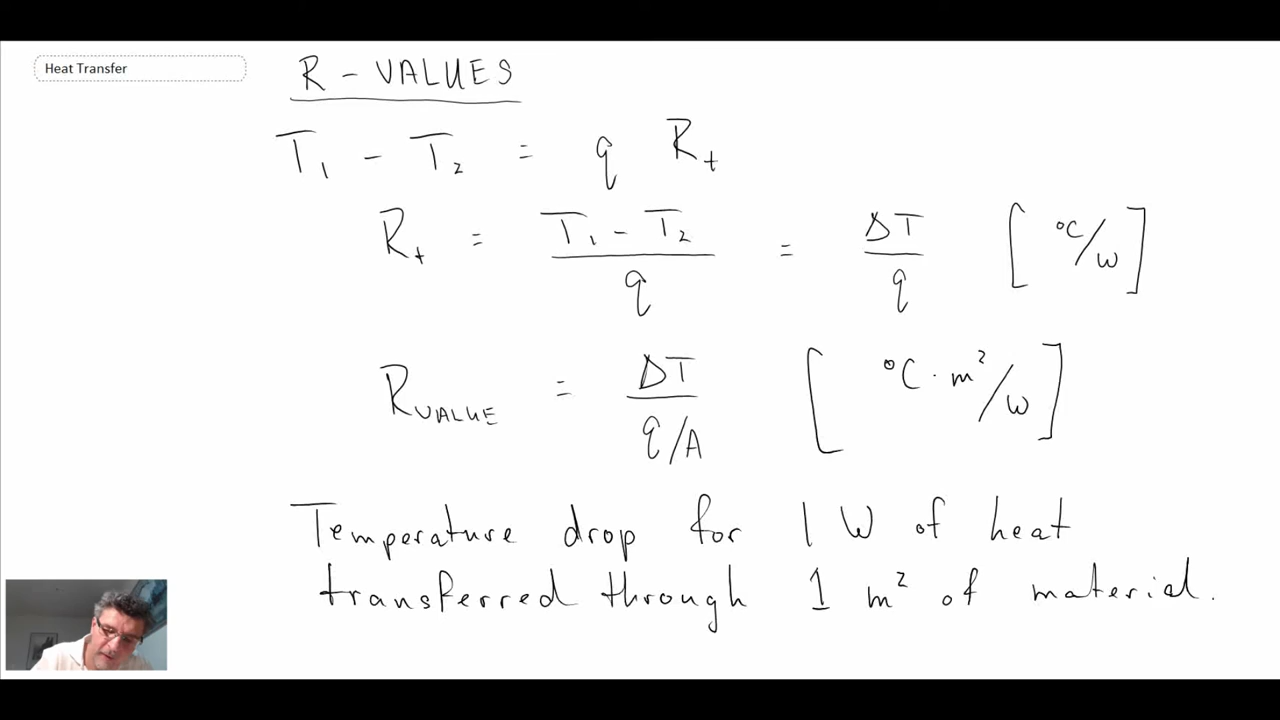 Heat Transfer
R - VALUES
T₁ - T₂ = q Rₜ
Rₜ = (T₁ - T₂)/q = ΔT/q [°C/W]
R_VALUE = ΔT/(q/A) [°C · m²/W]
Temperature drop for 1 W of heat
transferred through 1 m² of material.